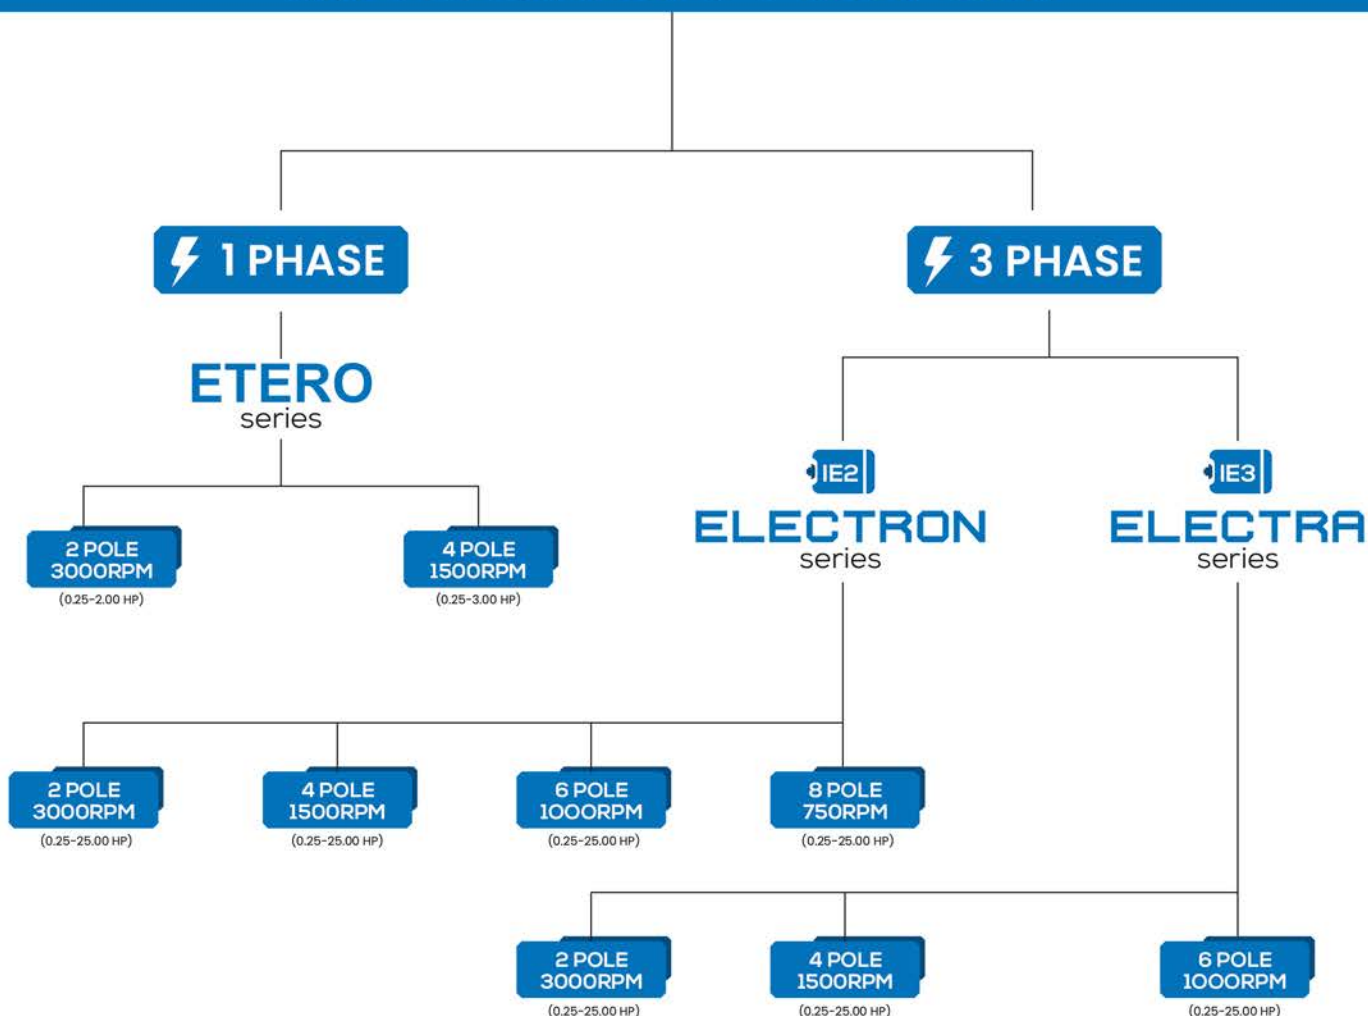 1 PHASE
3 PHASE
ETERO
series
IE2
IE3
ELECTRON
series
ELECTRA
series
2 POLE
3000RPM
(0.25-2.00 HP)
4 POLE
1500RPM
(0.25-3.00 HP)
2 POLE
3000RPM
(0.25-25.00 HP)
4 POLE
1500RPM
(0.25-25.00 HP)
6 POLE
1000RPM
(0.25-25.00 HP)
8 POLE
750RPM
(0.25-25.00 HP)
2 POLE
3000RPM
(0.25-25.00 HP)
4 POLE
1500RPM
(0.25-25.00 HP)
6 POLE
1000RPM
(0.25-25.00 HP)